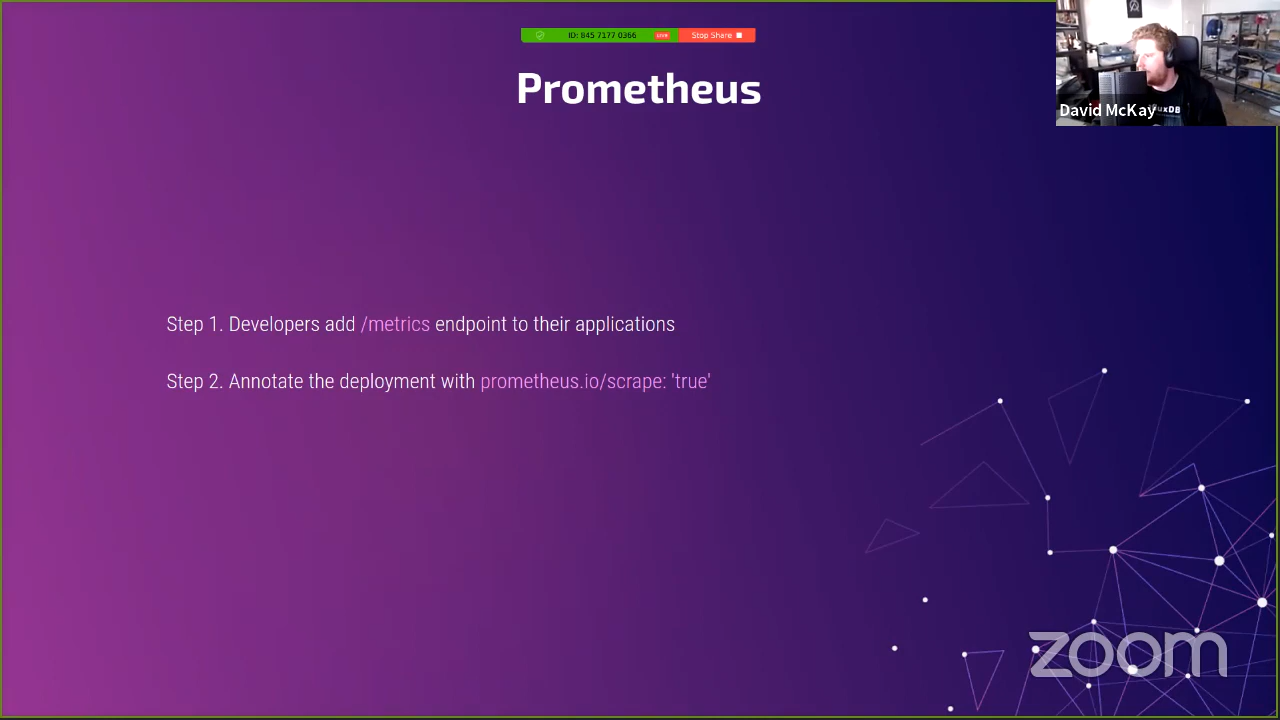 ID: 845 7177 0366 LIVE Stop Share
Prometheus
David McKay
Step 1. Developers add /metrics endpoint to their applications
Step 2. Annotate the deployment with prometheus.io/scrape: 'true'
zoom